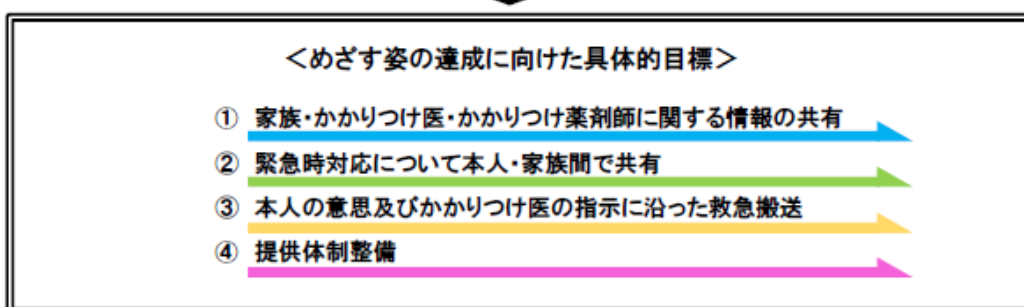 ＜めざす姿の達成に向けた具体的目標＞
① 家族・かかりつけ医・かかりつけ薬剤師に関する情報の共有
② 緊急時対応について本人・家族間で共有
③ 本人の意思及びかかりつけ医の指示に沿った救急搬送
④ 提供体制整備